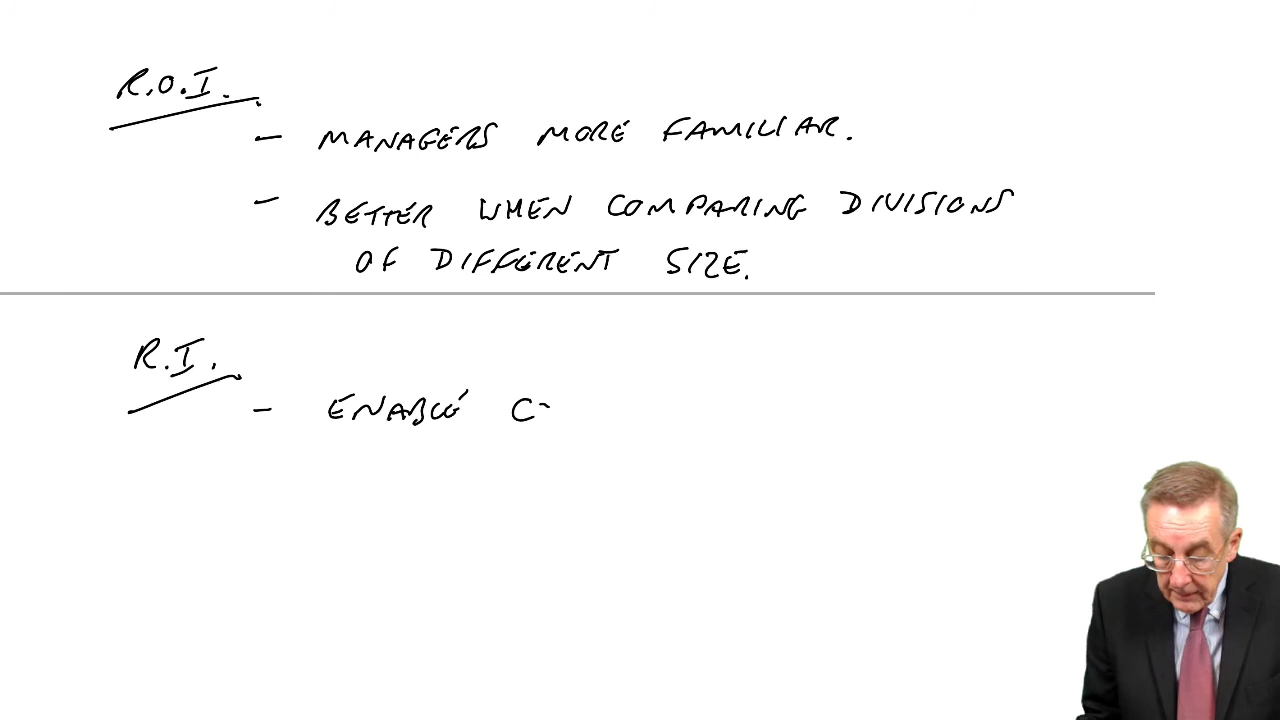 R.O.I.
- MANAGERS MORE FAMILIAR.
- BETTER WHEN COMPARING DIVISIONS
OF DIFFERENT SIZE.
R.I.
- ENABLE C